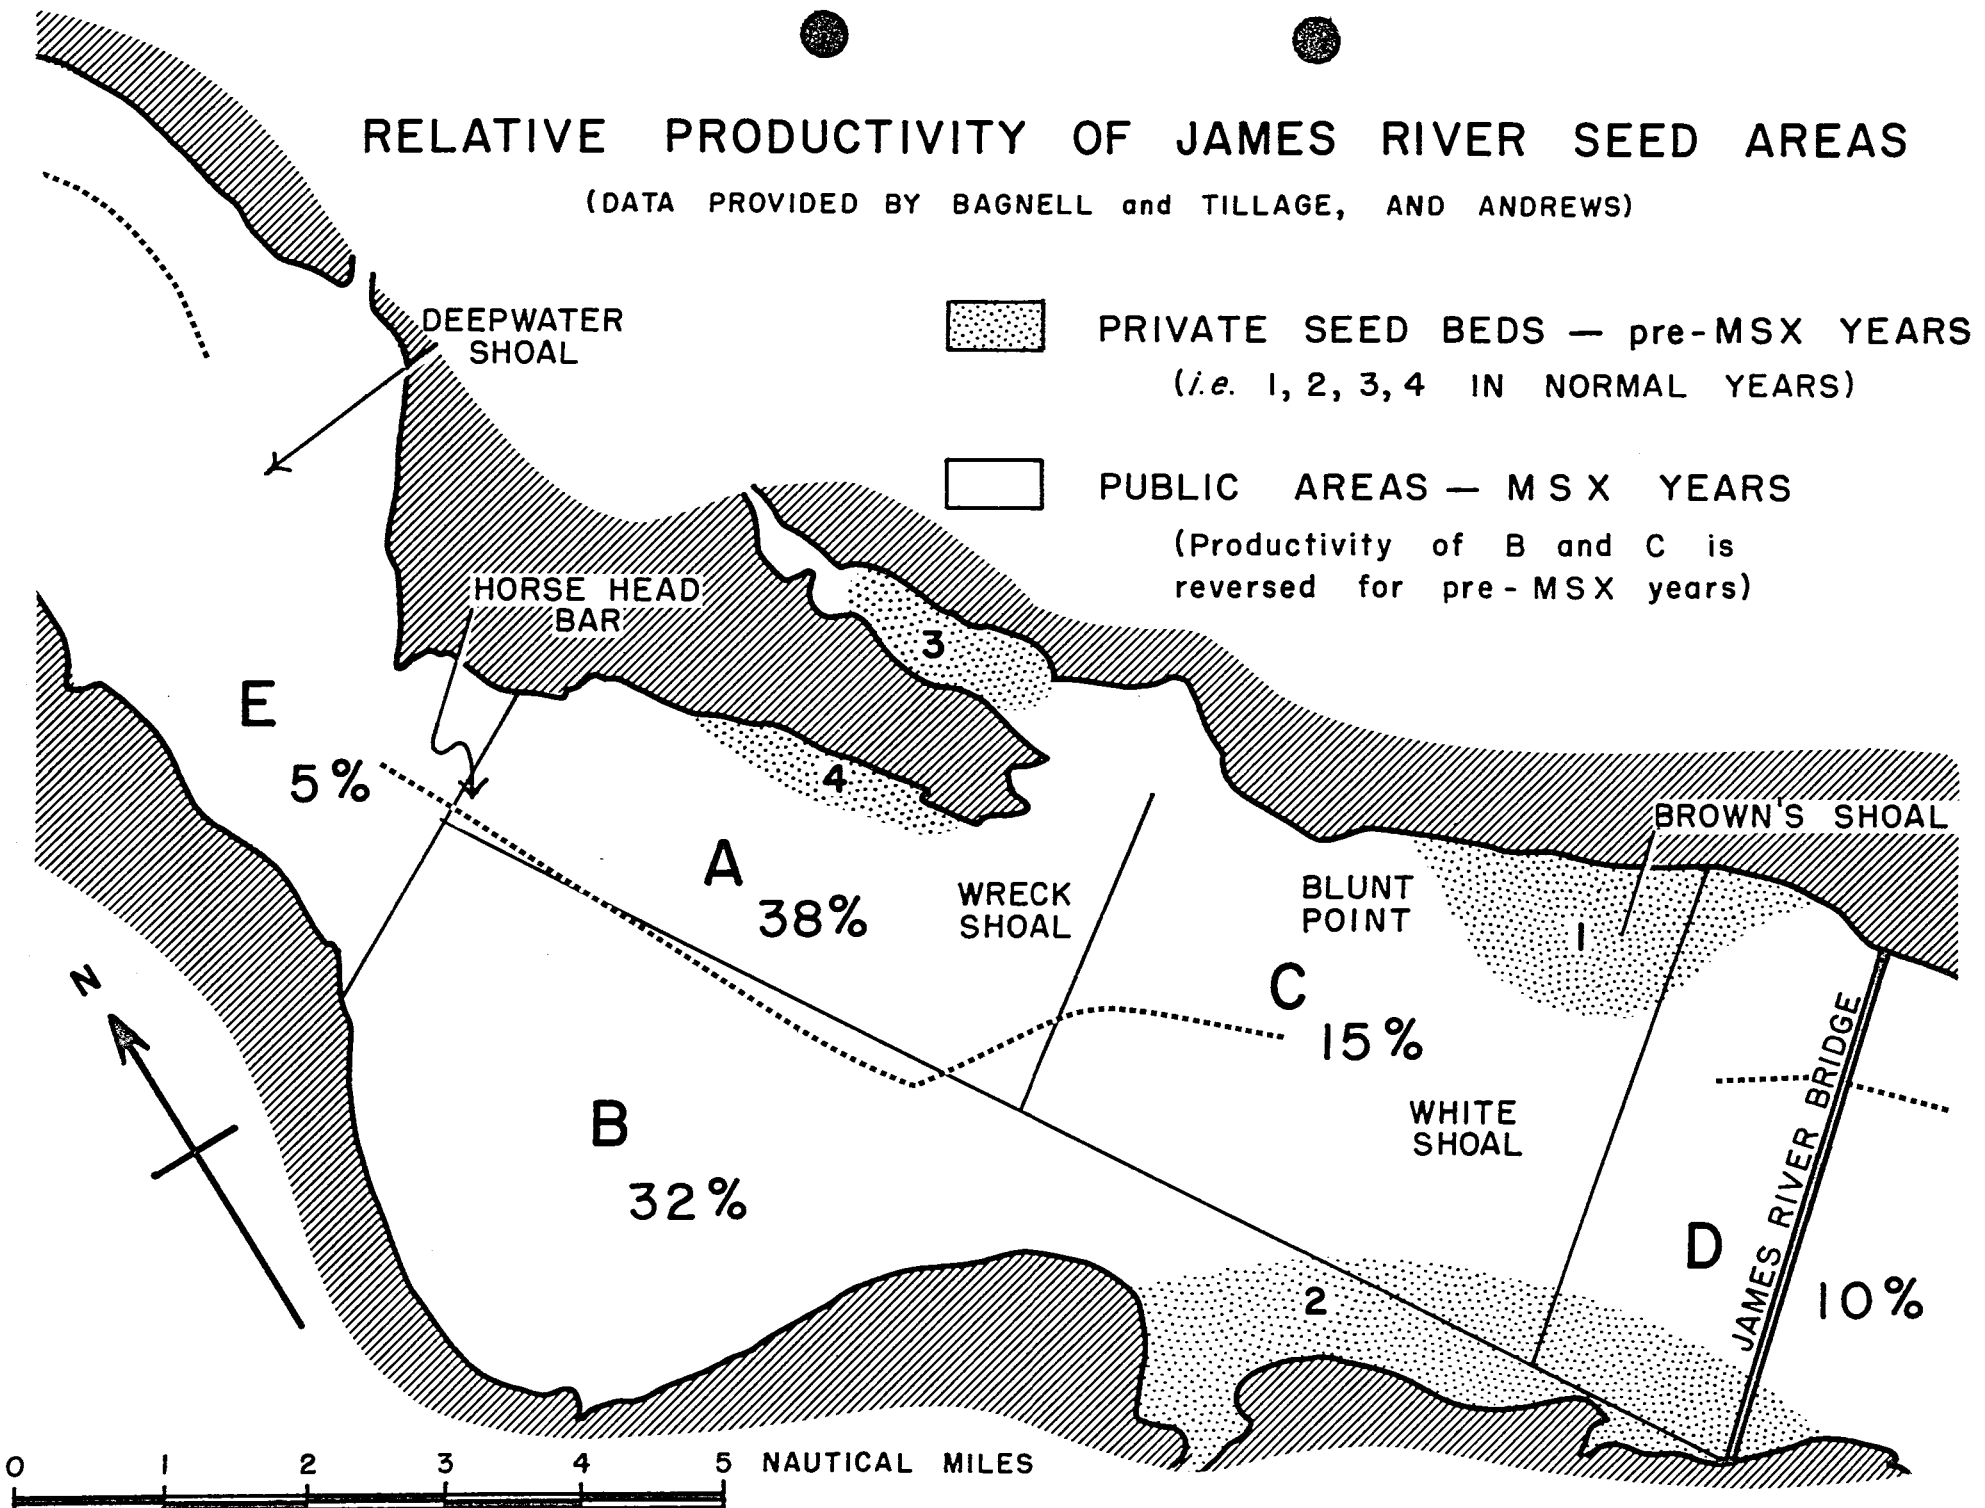 RELATIVE PRODUCTIVITY OF JAMES RIVER SEED AREAS
(DATA PROVIDED BY BAGNELL and TILLAGE, AND ANDREWS)
DEEPWATER
SHOAL
PRIVATE SEED BEDS — pre-MSX YEARS
(i.e. 1, 2, 3, 4 IN NORMAL YEARS)
PUBLIC AREAS — MSX YEARS
(Productivity of B and C is
reversed for pre-MSX years)
HORSE HEAD
BAR
3
E
5%
4
BROWN'S SHOAL
A
38%
WRECK
SHOAL
BLUNT
POINT
1
N
C
15%
JAMES RIVER BRIDGE
B
32%
WHITE
SHOAL
D
10%
2
0 1 2 3 4 5 NAUTICAL MILES